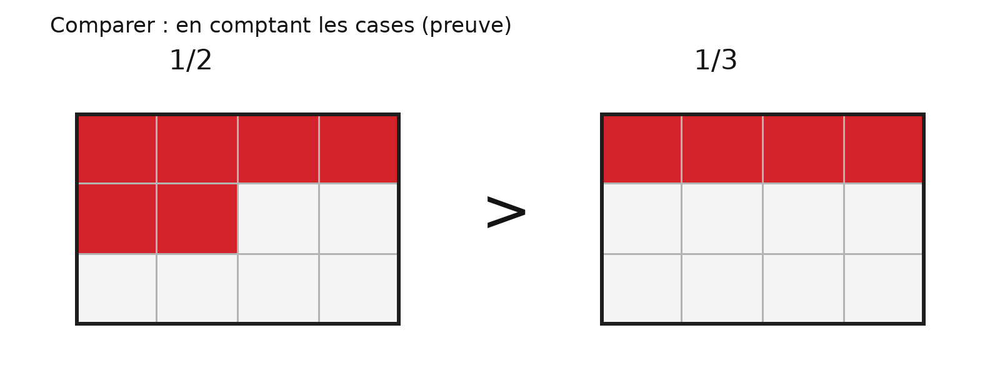 Comparer : en comptant les cases (preuve)
1/2
1/3
>